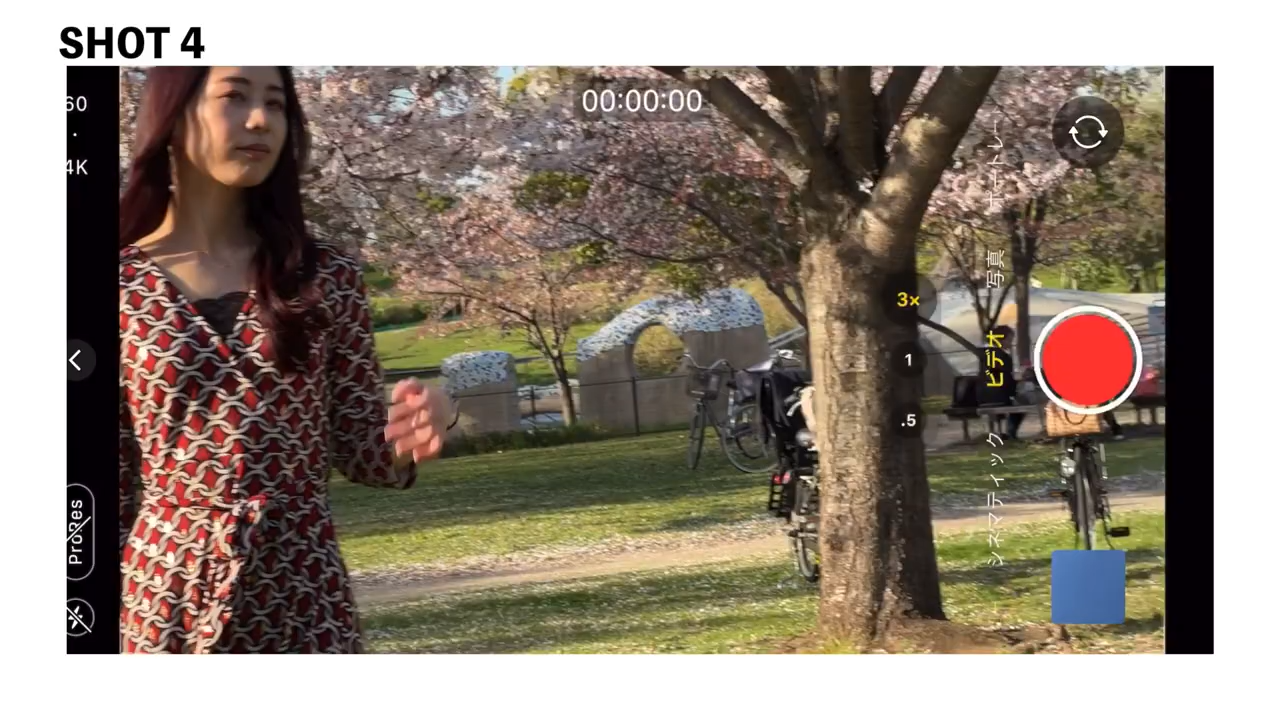 SHOT 4
60
4K
00:00:00
ポートレー
写真
ビデオ
シネマティック
3×
1
.5
ProRes